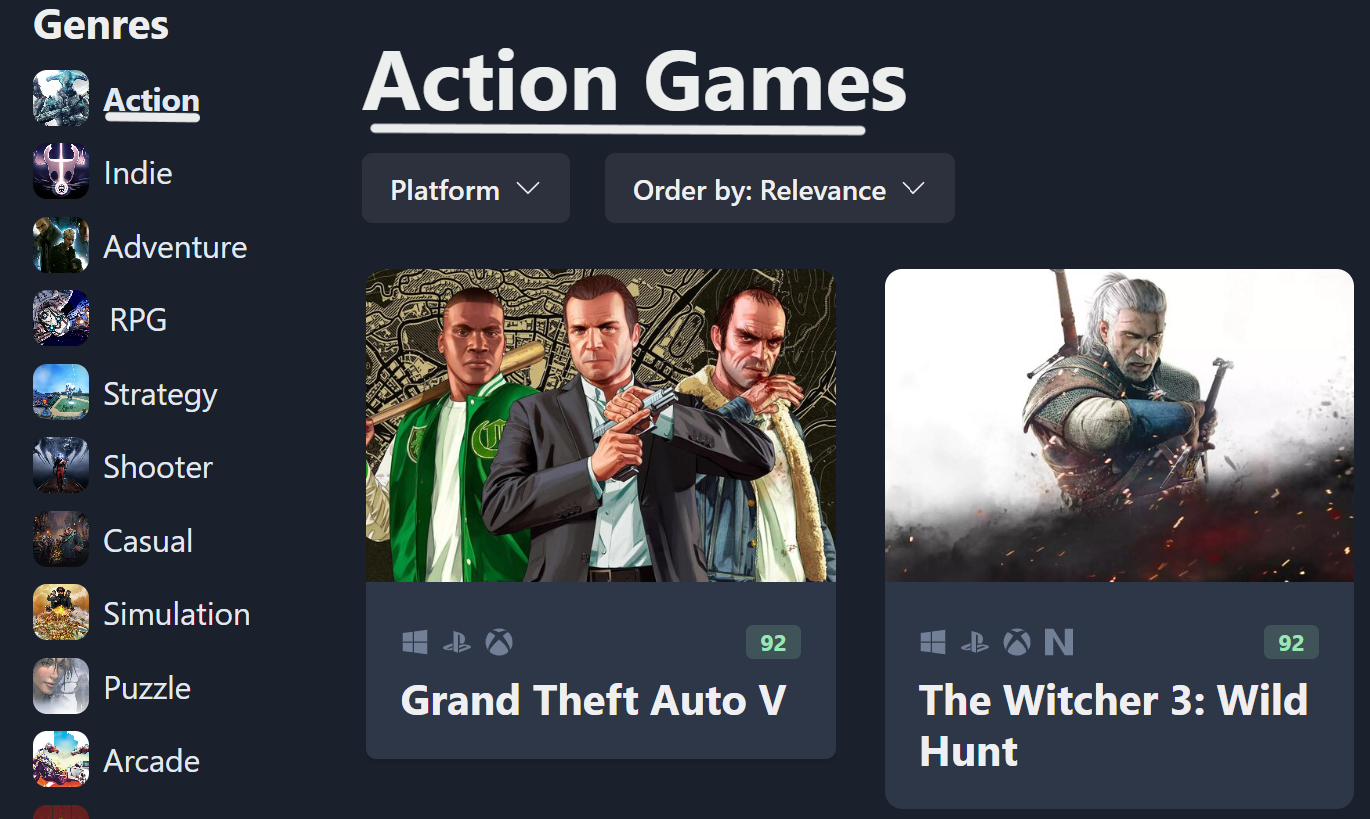 Genres
Action
Indie
Adventure
RPG
Strategy
Shooter
Casual
Simulation
Puzzle
Arcade
Action Games
Platform
Order by: Relevance
92
Grand Theft Auto V
92
The Witcher 3: Wild
Hunt